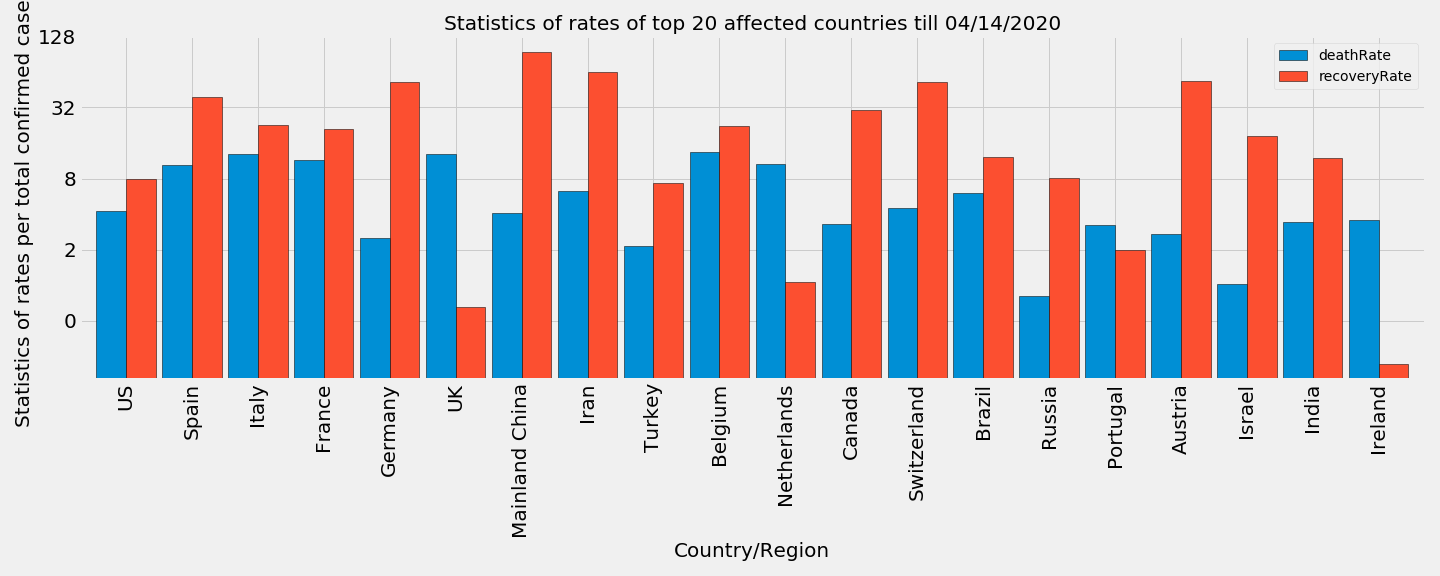 Statistics of rates of top 20 affected countries till 04/14/2020
Statistics of rates per total confirmed case
128
32
8
2
0
deathRate
recoveryRate
US
Spain
Italy
France
Germany
UK
Mainland China
Iran
Turkey
Belgium
Netherlands
Canada
Switzerland
Brazil
Russia
Portugal
Austria
Israel
India
Ireland
Country/Region